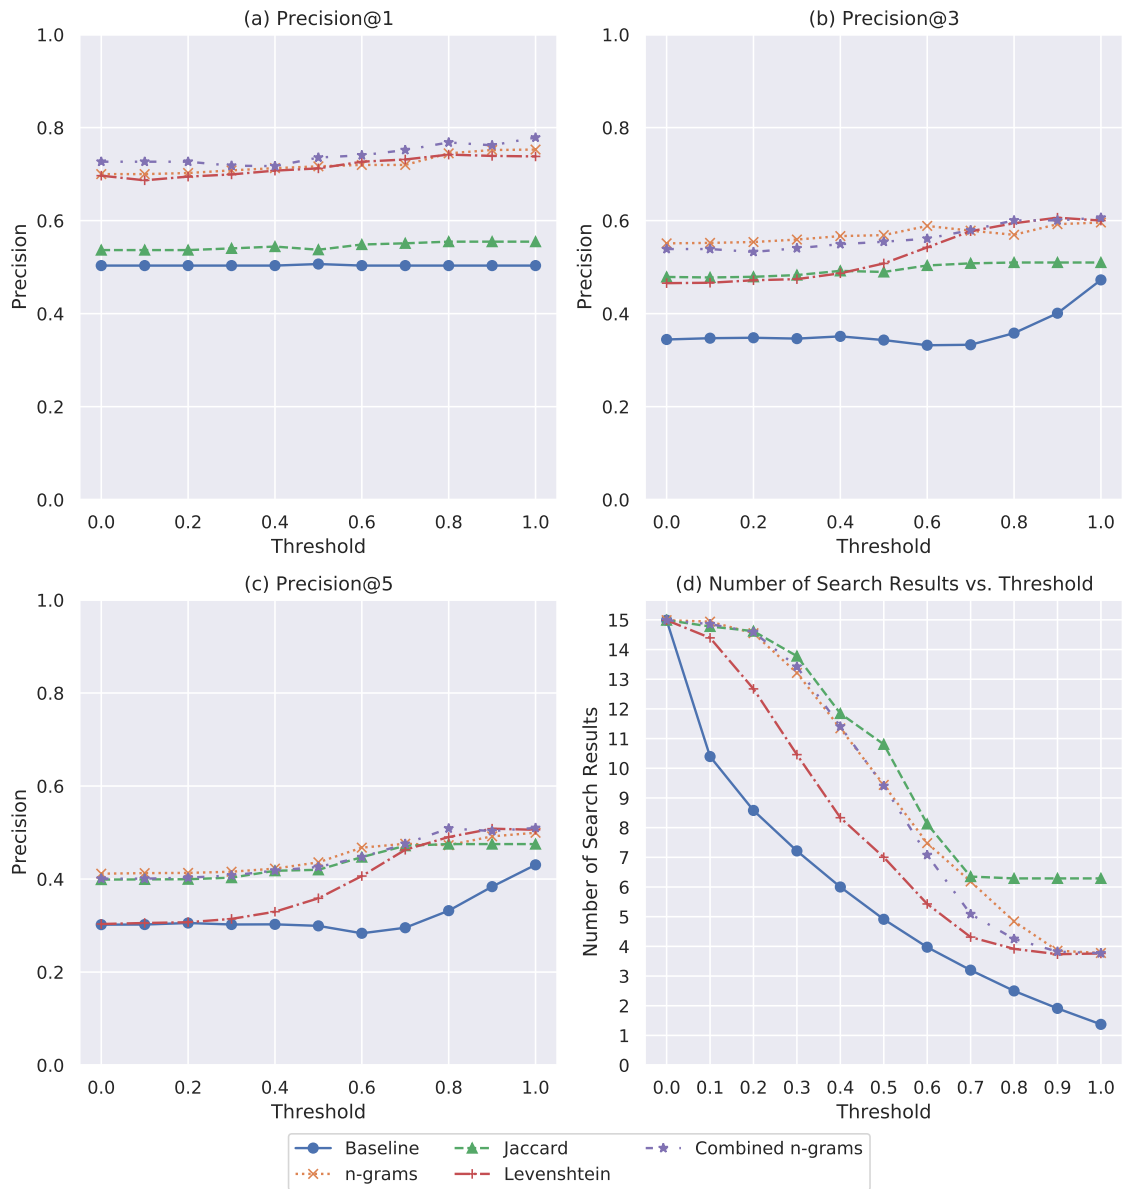 (a) Precision@1
1.0
0.8
0.6
0.4
0.2
0.0
Precision
0.0 0.2 0.4 0.6 0.8 1.0
Threshold
(b) Precision@3
1.0
0.8
0.6
0.4
0.2
0.0
Precision
0.0 0.2 0.4 0.6 0.8 1.0
Threshold
(c) Precision@5
1.0
0.8
0.6
0.4
0.2
0.0
Precision
0.0 0.2 0.4 0.6 0.8 1.0
Threshold
(d) Number of Search Results vs. Threshold
15
14
13
12
11
10
9
8
7
6
5
4
3
2
1
0
Number of Search Results
0.0 0.1 0.2 0.3 0.4 0.5 0.6 0.7 0.8 0.9 1.0
Threshold
Baseline Jaccard Combined n-grams
n-grams Levenshtein